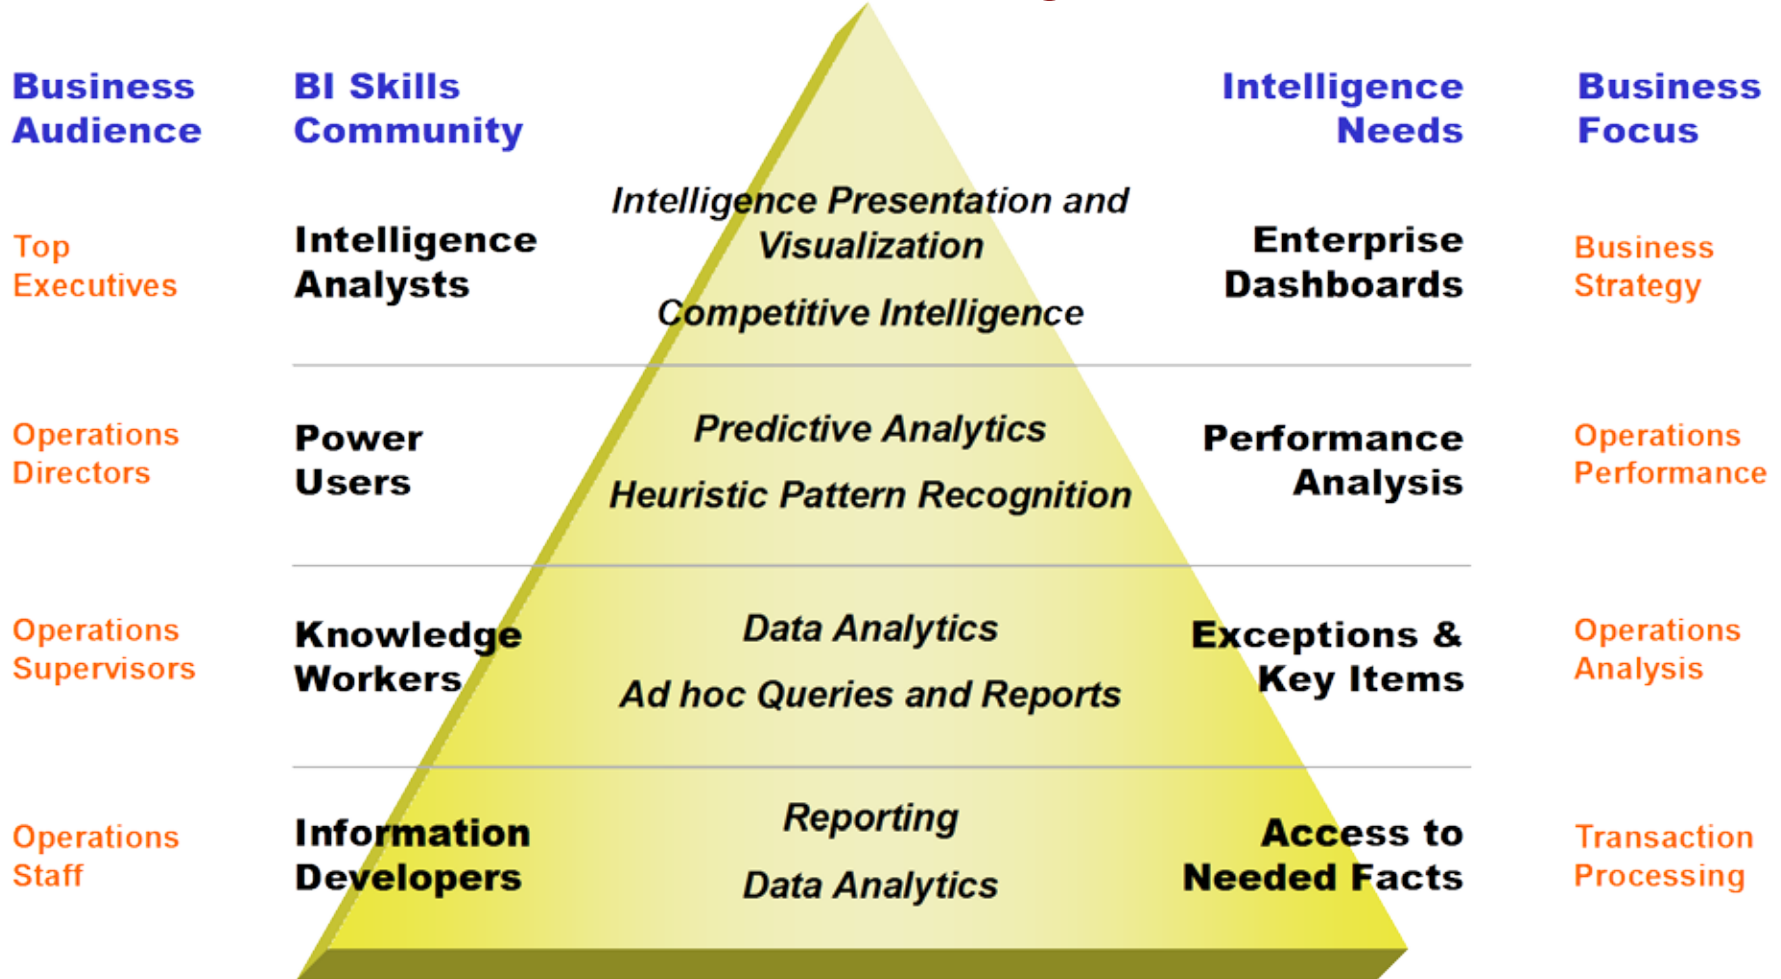 Business
Audience
BI Skills
Community
Intelligence
Needs
Business
Focus
Top
Executives
Intelligence
Analysts
Intelligence Presentation and
Visualization
Competitive Intelligence
Enterprise
Dashboards
Business
Strategy
Operations
Directors
Power
Users
Predictive Analytics
Heuristic Pattern Recognition
Performance
Analysis
Operations
Performance
Operations
Supervisors
Knowledge
Workers
Data Analytics
Ad hoc Queries and Reports
Exceptions &
Key Items
Operations
Analysis
Operations
Staff
Information
Developers
Reporting
Data Analytics
Access to
Needed Facts
Transaction
Processing